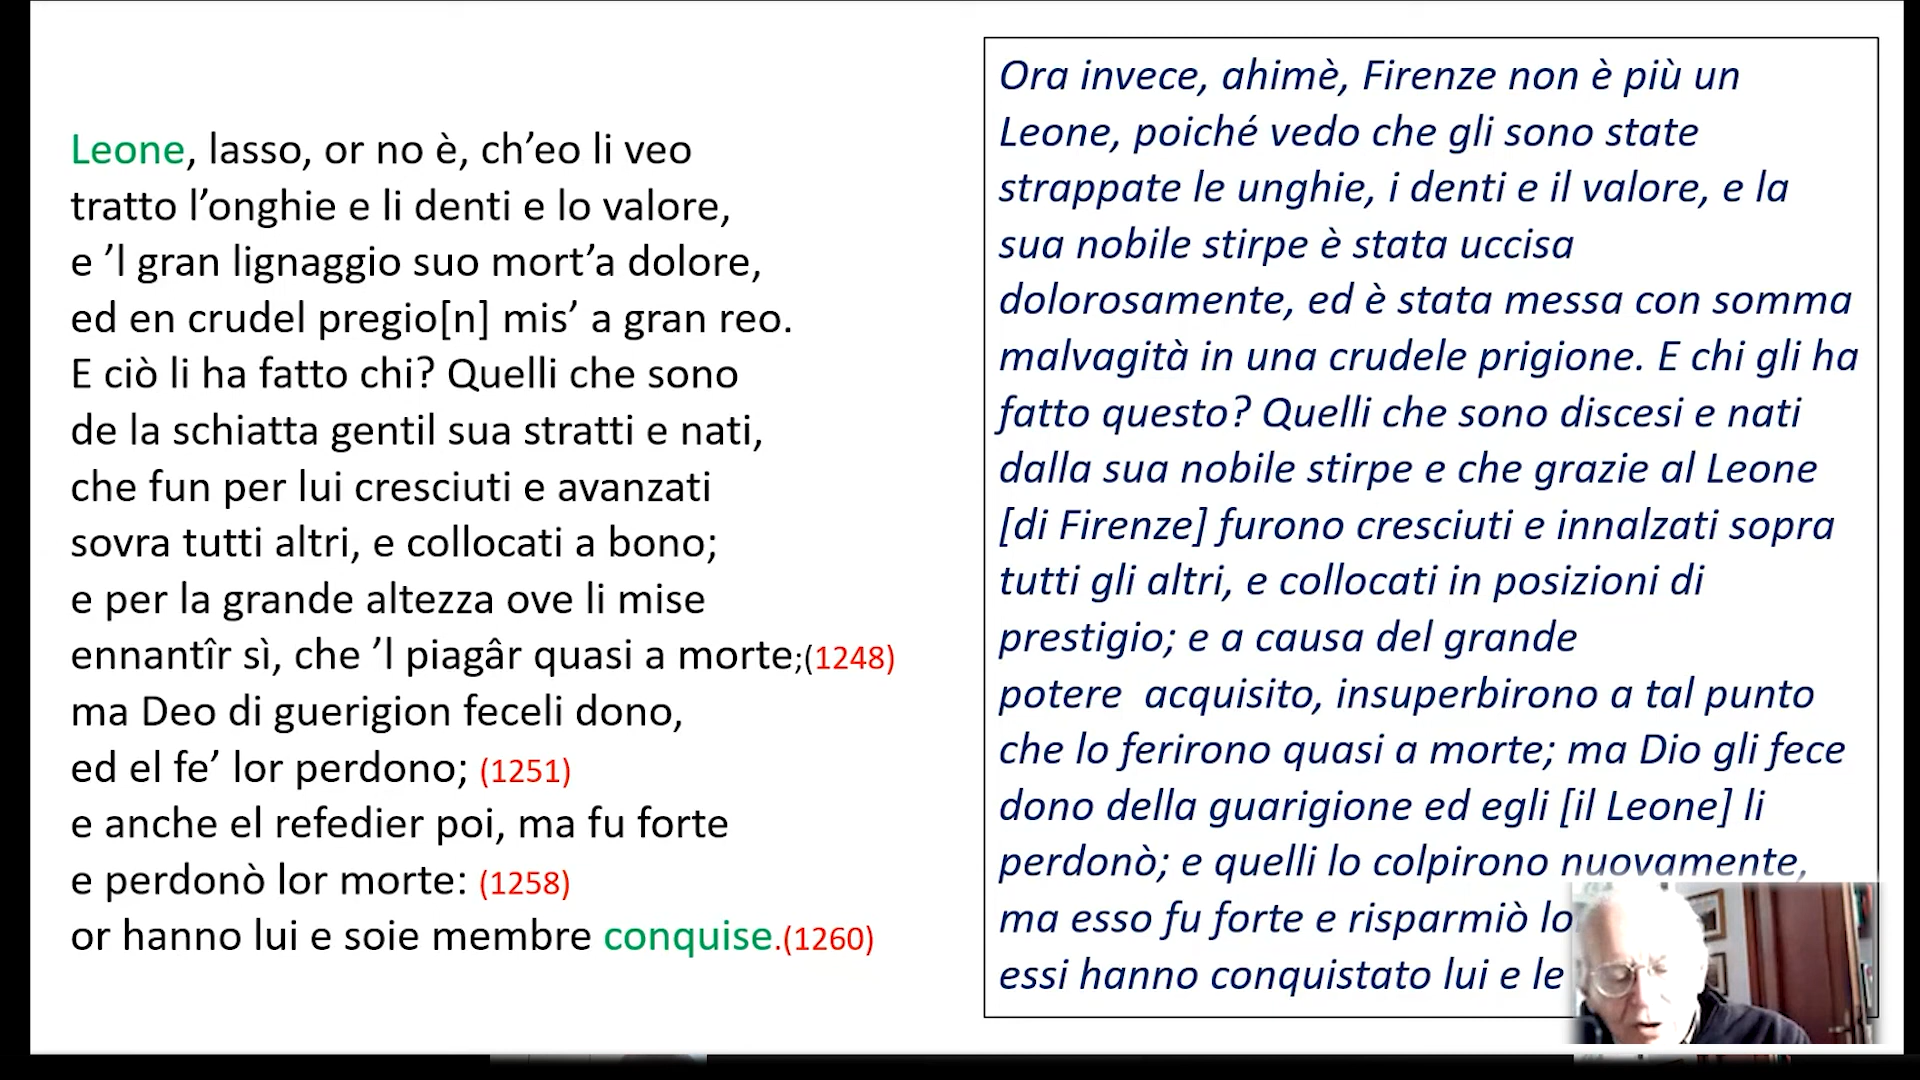 Leone, lasso, or no è, ch’eo li veo
tratto l’onghie e li denti e lo valore,
e ’l gran lignaggio suo mort’a dolore,
ed en crudel pregio[n] mis’ a gran reo.
E ciò li ha fatto chi? Quelli che sono
de la schiatta gentil sua stratti e nati,
che fun per lui cresciuti e avanzati
sovra tutti altri, e collocati a bono;
e per la grande altezza ove li mise
ennantîr sì, che ’l piagâr quasi a morte;(1248)
ma Deo di guerigion feceli dono,
ed el fe’ lor perdono; (1251)
e anche el refedier poi, ma fu forte
e perdonò lor morte: (1258)
or hanno lui e soie membre conquise.(1260)
Ora invece, ahimè, Firenze non è più un
Leone, poiché vedo che gli sono state
strappate le unghie, i denti e il valore, e la
sua nobile stirpe è stata uccisa
dolorosamente, ed è stata messa con somma
malvagità in una crudele prigione. E chi gli ha
fatto questo? Quelli che sono discesi e nati
dalla sua nobile stirpe e che grazie al Leone
[di Firenze] furono cresciuti e innalzati sopra
tutti gli altri, e collocati in posizioni di
prestigio; e a causa del grande
potere  acquisito, insuperbirono a tal punto
che lo ferirono quasi a morte; ma Dio gli fece
dono della guarigione ed egli [il Leone] li
perdonò; e quelli lo colpirono nuovamente,
ma esso fu forte e risparmiò
essi hanno conquistato lui e le